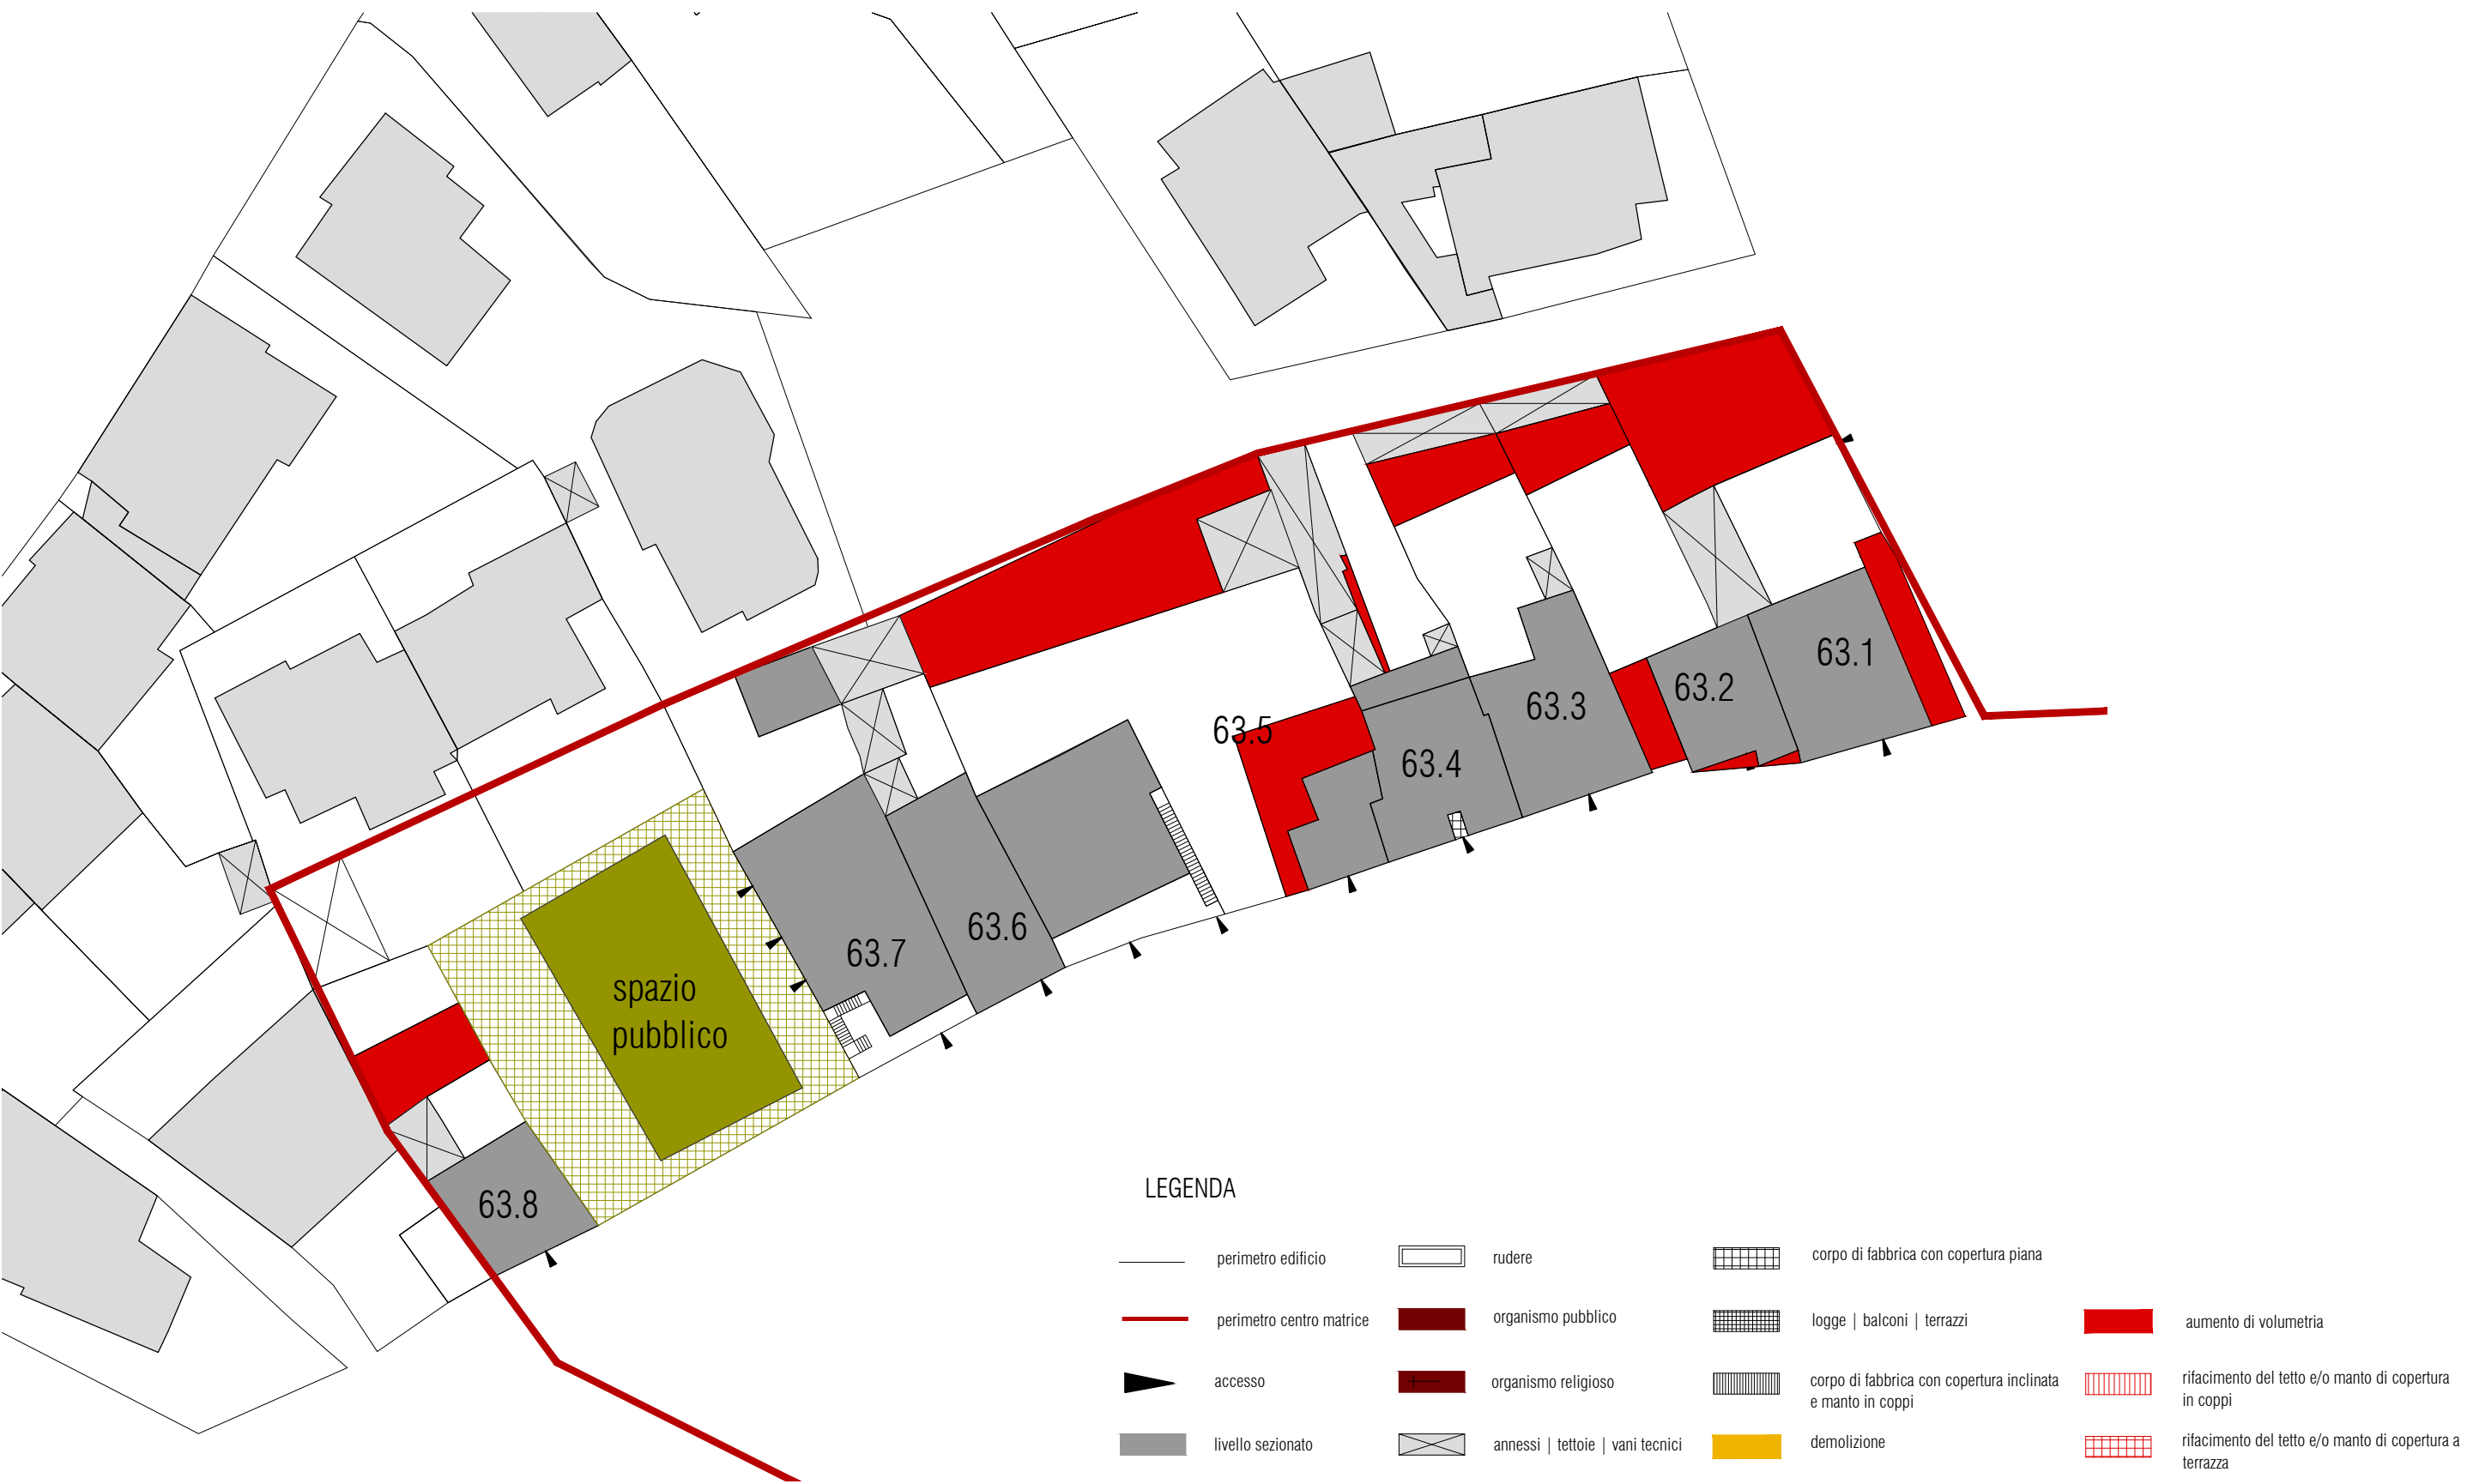 63.1
63.2
63.3
63.5
63.4
63.6
63.7
spazio
pubblico
63.8
LEGENDA
perimetro edificio
perimetro centro matrice
accesso
livello sezionato
rudere
organismo pubblico
organismo religioso
annessi | tettoie | vani tecnici
corpo di fabbrica con copertura piana
logge | balconi | terrazzi
corpo di fabbrica con copertura inclinata
e manto in coppi
demolizione
aumento di volumetria
rifacimento del tetto e/o manto di copertura
in coppi
rifacimento del tetto e/o manto di copertura a
terrazza